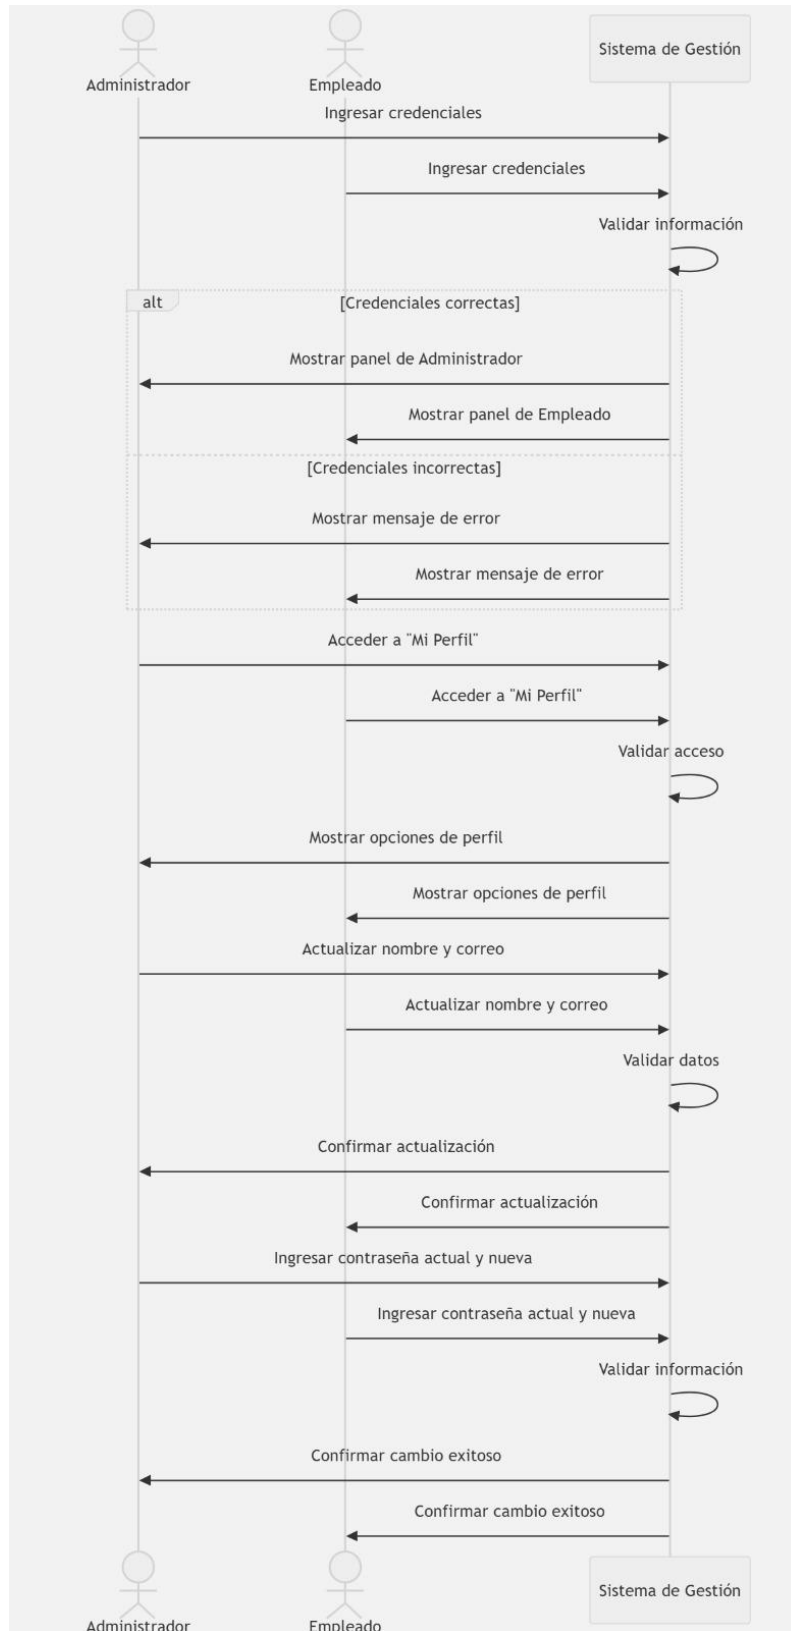 Sistema de Gestión
Administrador
Empleado
Ingresar credenciales
Ingresar credenciales
Validar información
alt
[Credenciales correctas]
Mostrar panel de Administrador
Mostrar panel de Empleado
[Credenciales incorrectas]
Mostrar mensaje de error
Mostrar mensaje de error
Acceder a "Mi Perfil"
Acceder a "Mi Perfil"
Validar acceso
Mostrar opciones de perfil
Mostrar opciones de perfil
Actualizar nombre y correo
Actualizar nombre y correo
Validar datos
Confirmar actualización
Confirmar actualización
Ingresar contraseña actual y nueva
Ingresar contraseña actual y nueva
Validar información
Confirmar cambio exitoso
Confirmar cambio exitoso
Sistema de Gestión
Administrador
Empleado